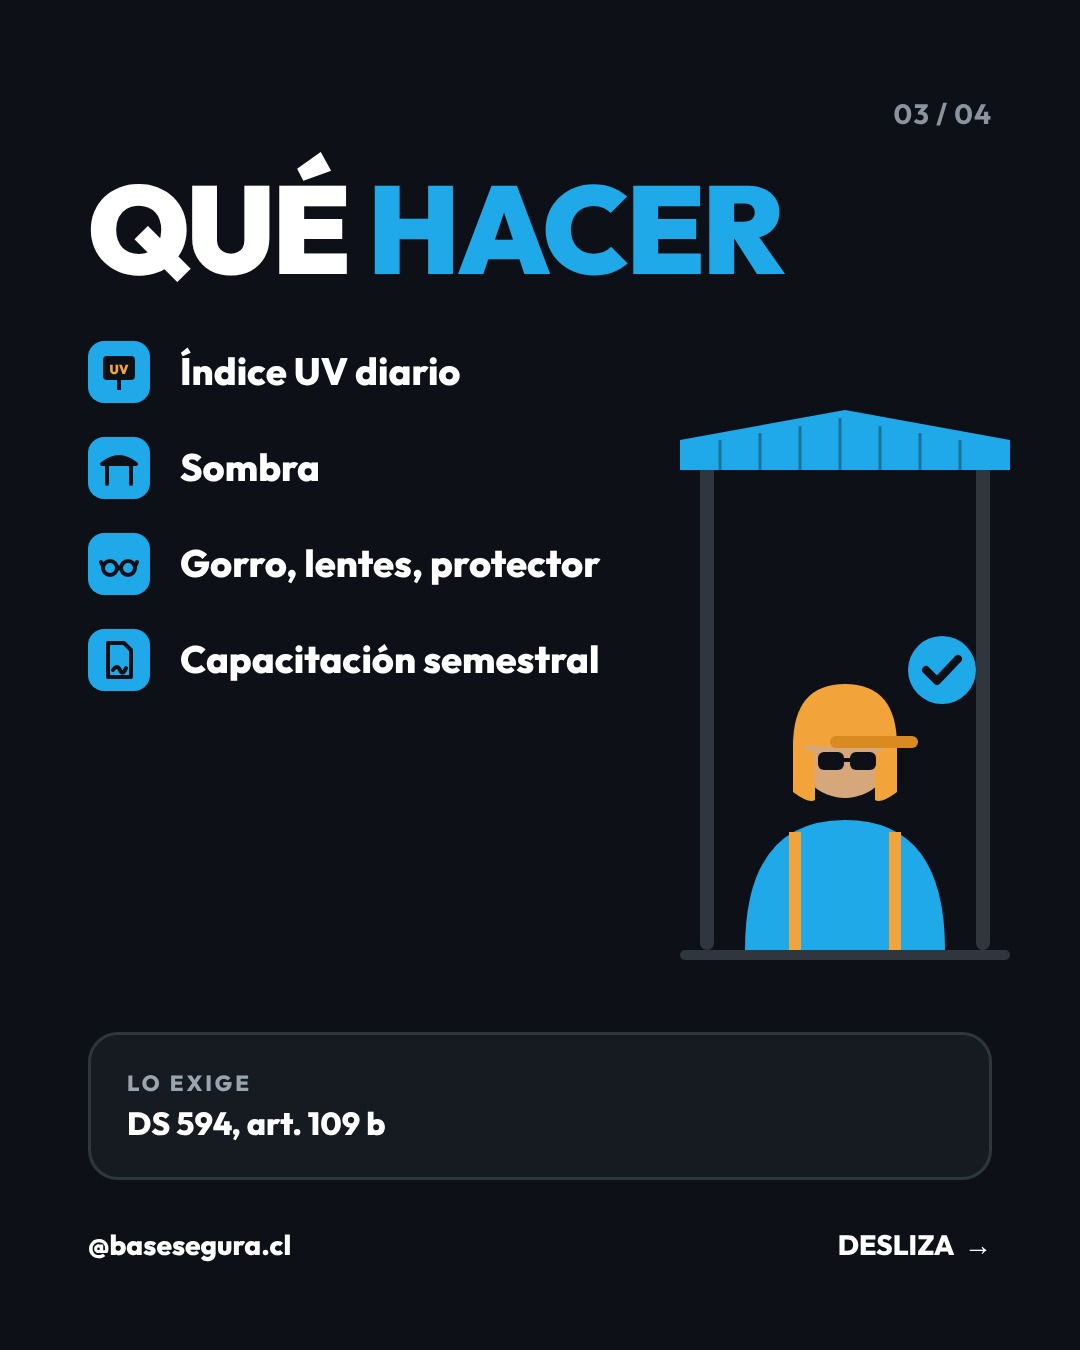 03 / 04
QUÉ HACER
UV
Índice UV diario
Sombra
Gorro, lentes, protector
Capacitación semestral
LO EXIGE
DS 594, art. 109 b
@basesegura.cl
DESLIZA →